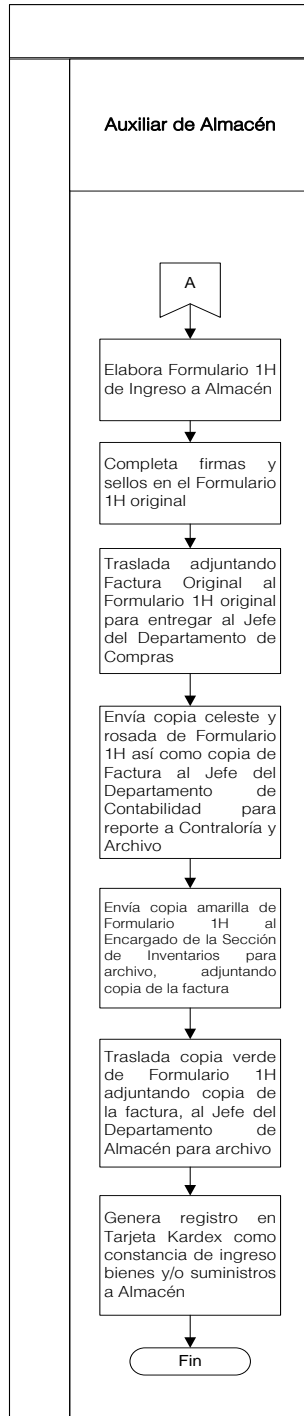 Auxiliar de Almacén
A
Elabora Formulario 1H
de Ingreso a Almacén
Completa firmas y
sellos en el Formulario
1H original
Traslada adjuntando
Factura Original al
Formulario 1H original
para entregar al Jefe
del Departamento de
Compras
Envía copia celeste y
rosada de Formulario
1H así como copia de
Factura al Jefe del
Departamento de
Contabilidad para
reporte a Contraloría y
Archivo
Envía copia amarilla de
Formulario 1H al
Encargado de la Sección
de Inventarios para
archivo, adjuntando
copia de la factura
Traslada copia verde
de Formulario 1H
adjuntando copia de
la factura, al Jefe del
Departamento de
Almacén para archivo
Genera registro en
Tarjeta Kardex como
constancia de ingreso
bienes y/o suministros
a Almacén
Fin